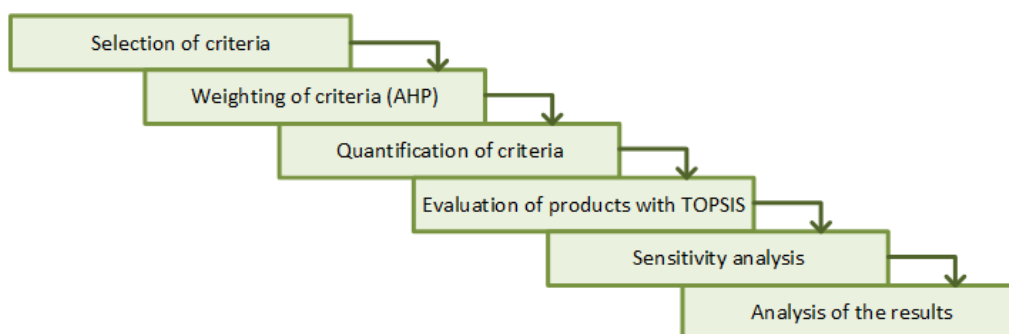 Selection of criteria
Weighting of criteria (AHP)
Quantification of criteria
Evaluation of products with TOPSIS
Sensitivity analysis
Analysis of the results